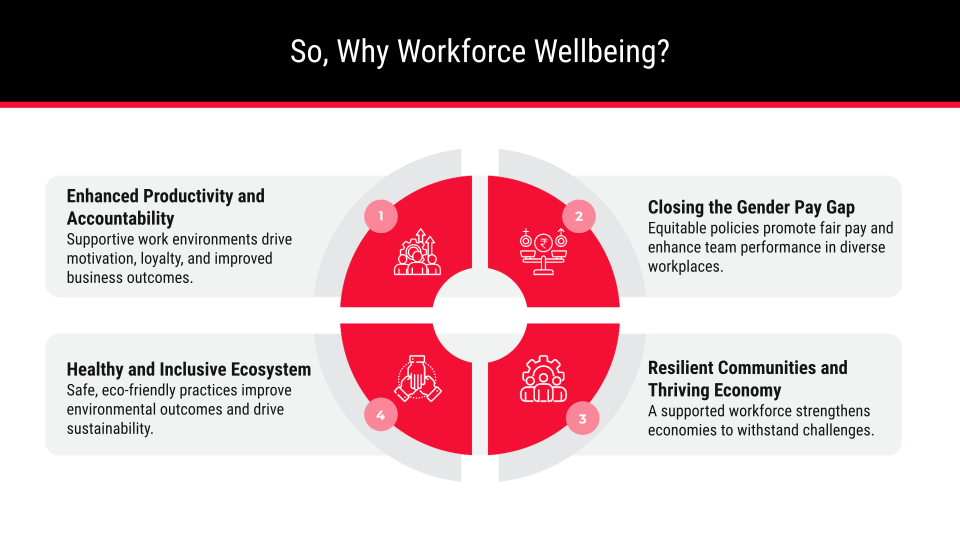 So, Why Workforce Wellbeing?
1
Enhanced Productivity and
Accountability
Supportive work environments drive
motivation, loyalty, and improved
business outcomes.
2
₹
Closing the Gender Pay Gap
Equitable policies promote fair pay and
enhance team performance in diverse
workplaces.
3
Resilient Communities and
Thriving Economy
A supported workforce strengthens
economies to withstand challenges.
4
Healthy and Inclusive Ecosystem
Safe, eco-friendly practices improve
environmental outcomes and drive
sustainability.